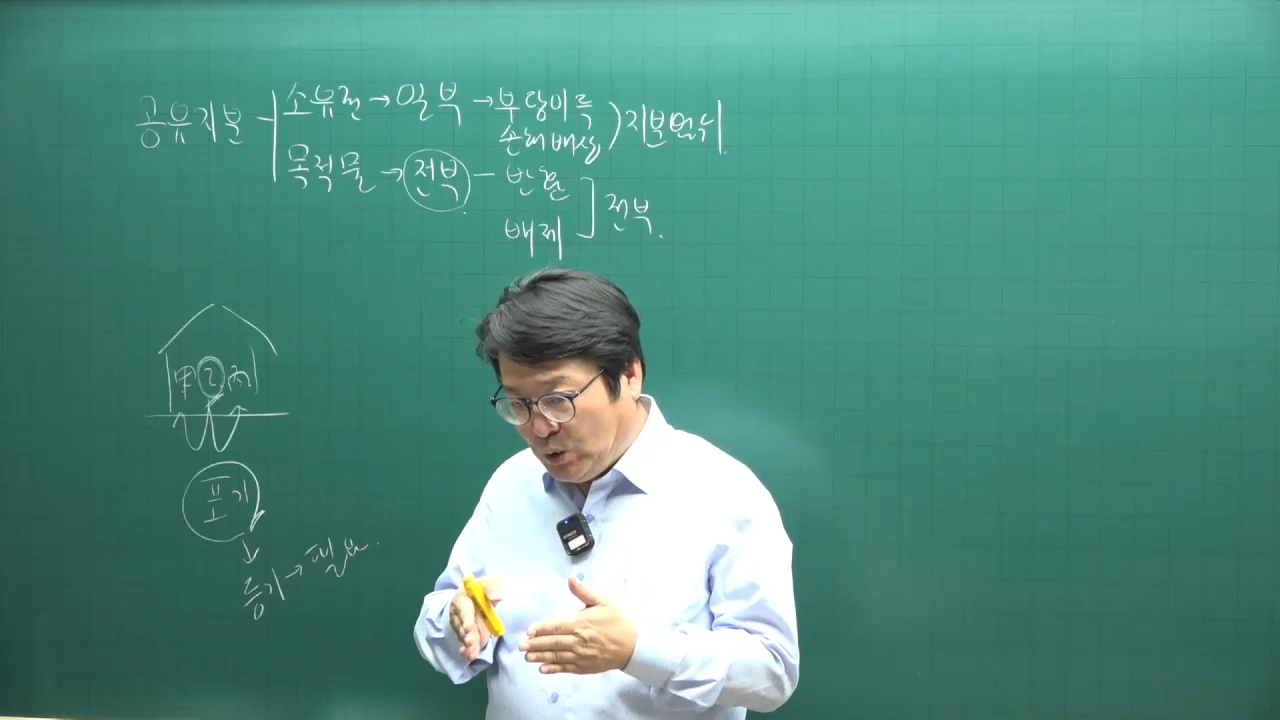 공유지분
소유권 → 일부 → 부당이득
손해배상 ) 지분범위
목적물 → 전부 - 반환
배제 ] 전부.
甲 乙 丙
포기
↓
등기 → 필요.